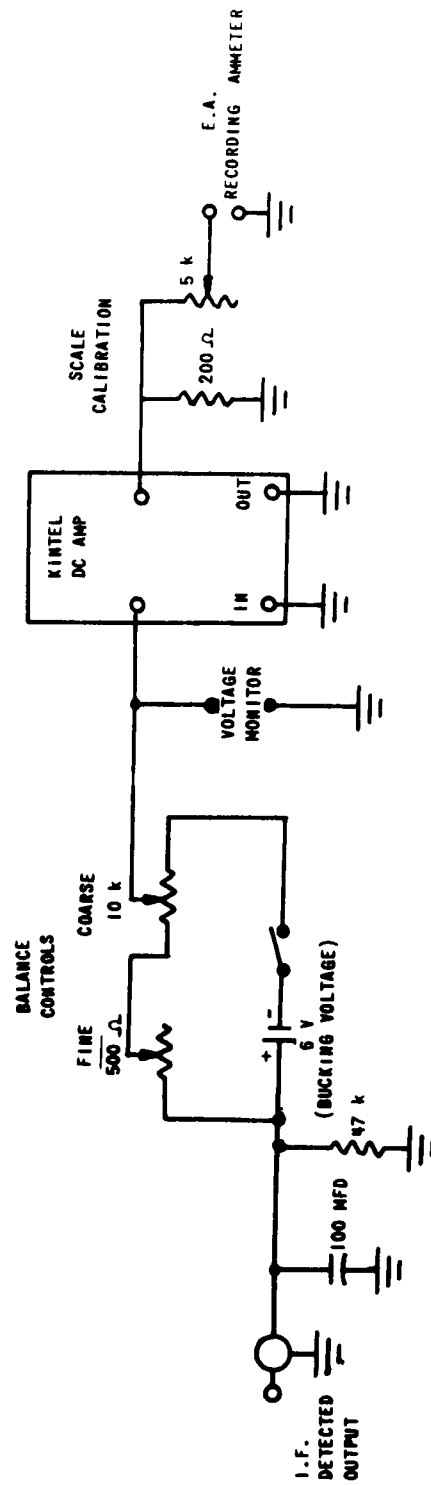 I.F.
DETECTED
OUTPUT
100 MFD
47 k
+
-
6 V
(BUCKING VOLTAGE)
BALANCE
CONTROLS
FINE
500 Ω
COARSE
10 k
VOLTAGE
MONITOR
KINTEL
DC AMP
IN
OUT
SCALE
CALIBRATION
200 Ω
5 k
E.A.
RECORDING AMMETER